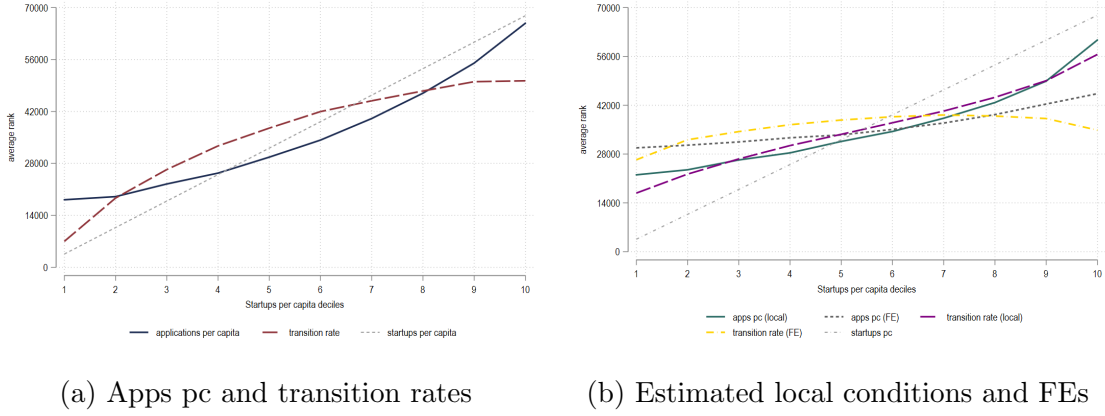 70000
56000
42000
28000
14000
0
average rank
1 2 3 4 5 6 7 8 9 10
Startups per capita deciles
applications per capita transition rate startups per capita
(a) Apps pc and transition rates
70000
56000
42000
28000
14000
0
average rank
1 2 3 4 5 6 7 8 9 10
Startups per capita deciles
apps pc (local) apps pc (FE) transition rate (local)
transition rate (FE) startups pc
(b) Estimated local conditions and FEs